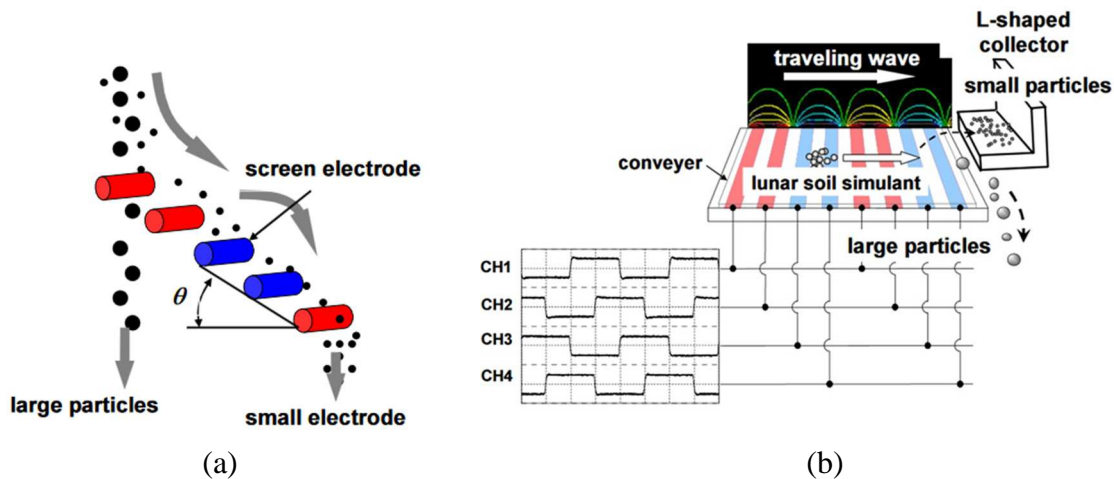 screen electrode
θ
large particles
small electrode
(a)
L-shaped
collector
traveling wave
small particles
conveyer
lunar soil simulant
large particles
CH1
CH2
CH3
CH4
(b)